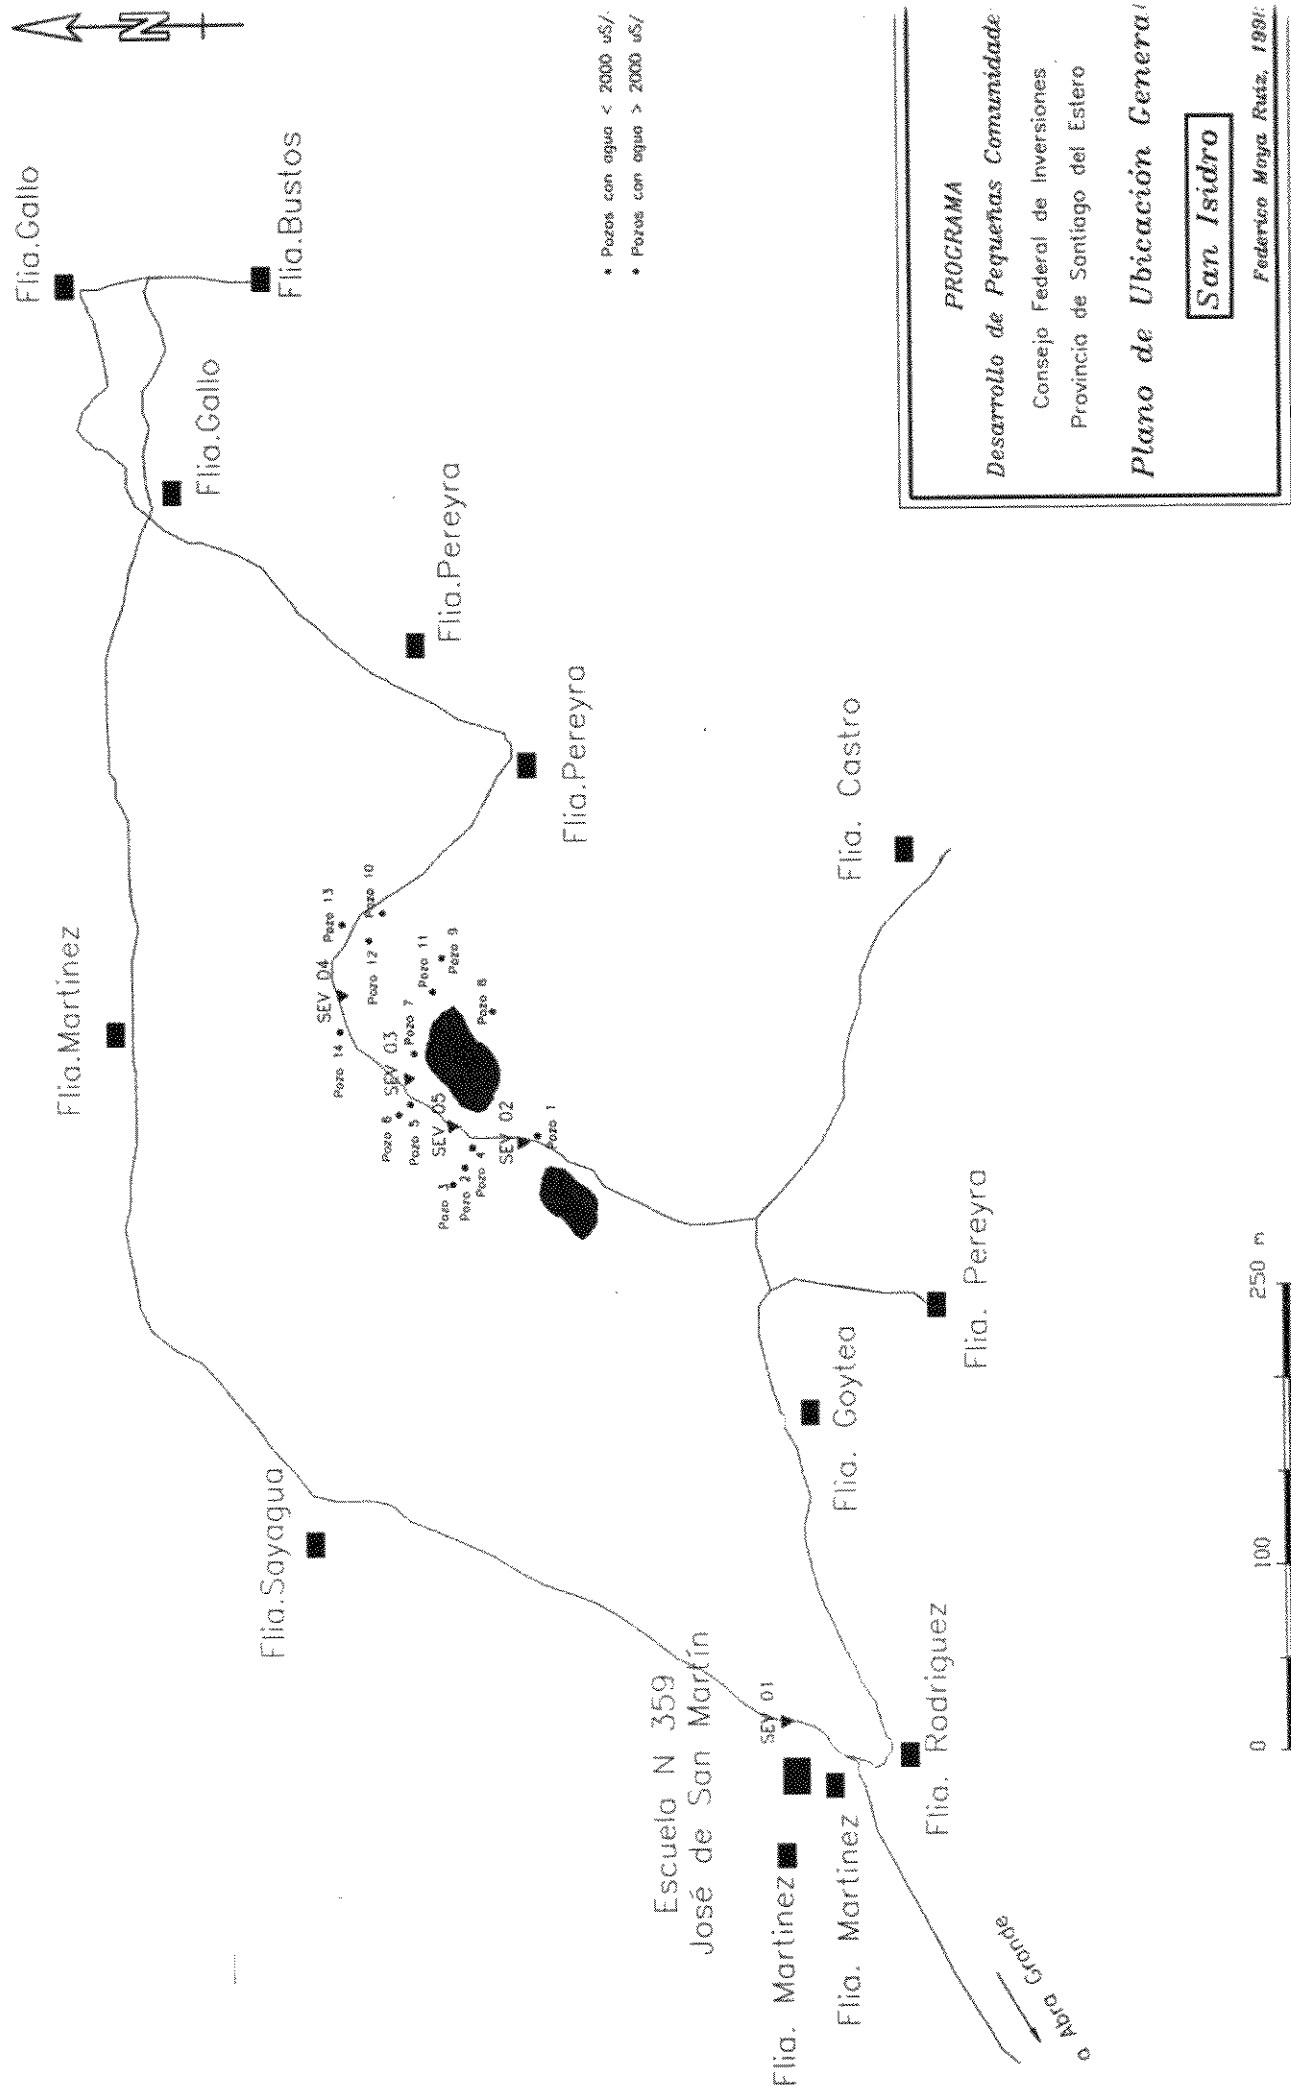 N
Flia.Gallo
Flia.Bustos
Flia.Gallo
Flia.Pereyra
Flia.Pereyra
Flia. Castro
Flia.Martínez
Pozo 13
Pozo 10
SEV 04
Pozo 12
Pozo 11
Pozo 9
Pozo 14
Pozo 7
Pozo 8
SEV 03
Pozo 6
Pozo 5
SEV 05
SEV 02
Pozo 1
Pozo 3
Pozo 2
Pozo 4
Flia. Pereyra
Flia. Goytea
Flia.Sayagua
Escuela N 359
José de San Martín
SEV 01
Flia. Martinez
Flia. Martinez
Flia. Rodriguez
a Abra Grande
0 100 250 m
• Pozos con agua < 2000 uS/
• Pozos con agua > 2000 uS/
PROGRAMA
Desarrollo de Pequeñas Comunidade
Consejo Federal de Inversiones
Provincia de Santiago del Estero
Plano de Ubicación General
San Isidro
Federico Moya Ruiz,